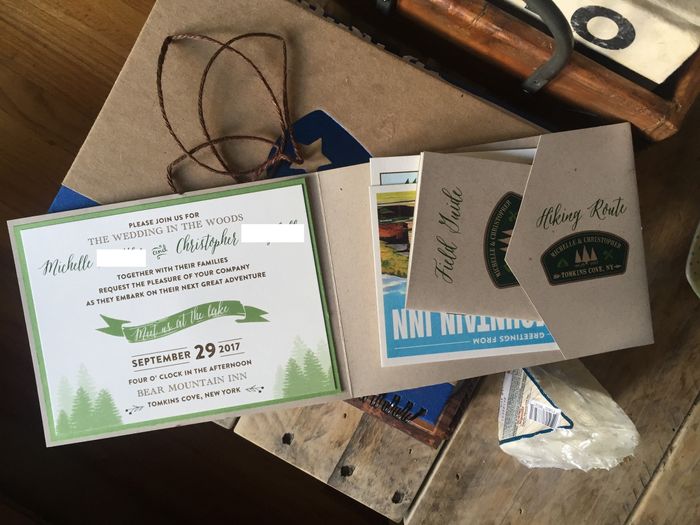 PLEASE JOIN US FOR
THE WEDDING IN THE WOODS
Michelle and Christopher
TOGETHER WITH THEIR FAMILIES
REQUEST THE PLEASURE OF YOUR COMPANY
AS THEY EMBARK ON THEIR NEXT GREAT ADVENTURE
Meet us at the lake
SEPTEMBER 29 2017
FOUR O' CLOCK IN THE AFTERNOON
BEAR MOUNTAIN INN
TOMKINS COVE, NEW YORK
GREETINGS FROM
MOUNTAIN INN
Field Guide
MICHELLE & CHRISTOPHER
Hiking Route
MICHELLE & CHRISTOPHER
TOMKINS COVE, NY